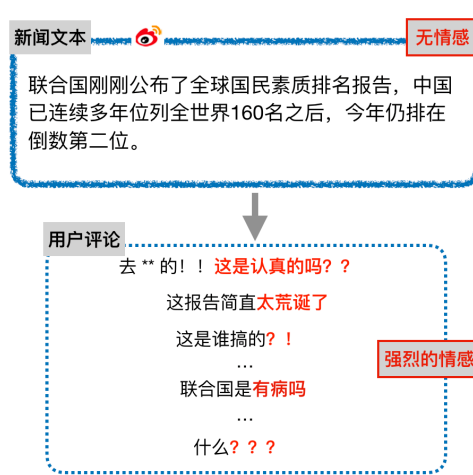 新闻文本
无情感
联合国刚刚公布了全球国民素质排名报告，中国
已连续多年位列全世界160名之后，今年仍排在
倒数第二位。
用户评论
去 ** 的！！这是认真的吗？？
这报告简直太荒诞了
这是谁搞的？！
...
强烈的情感
联合国是有病吗
...
什么？？？